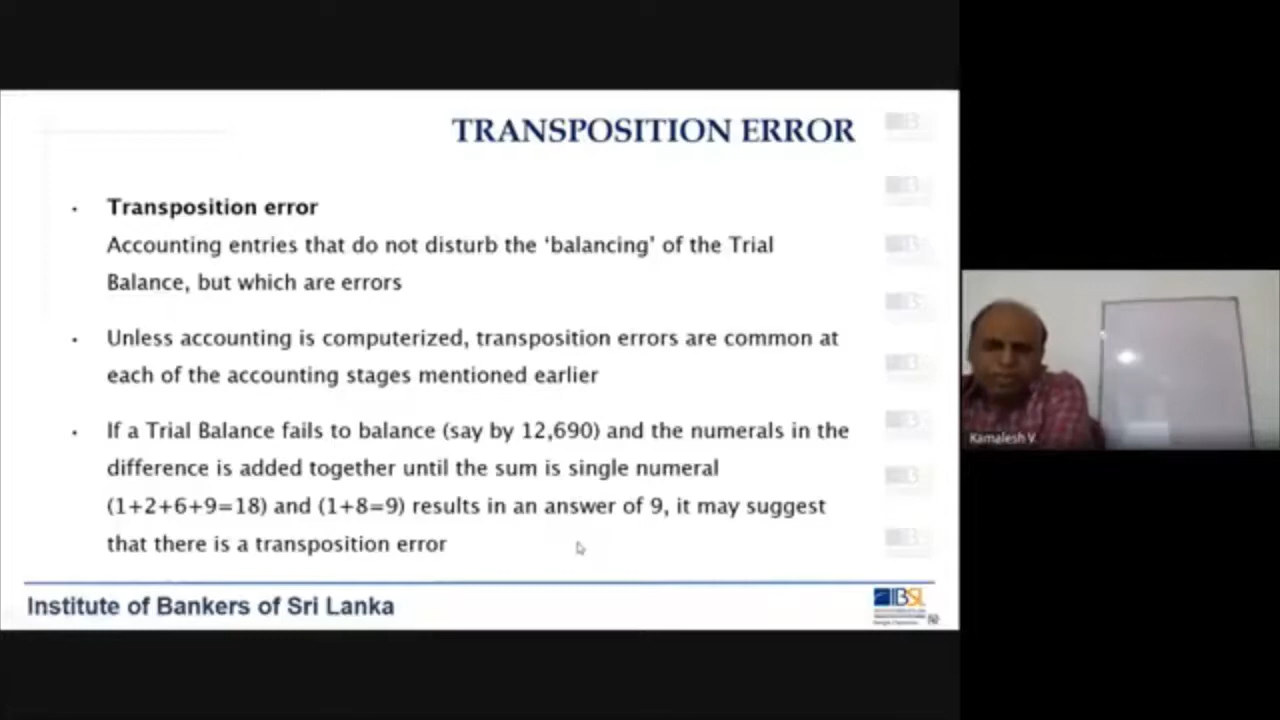 TRANSPOSITION ERROR
• Transposition error
Accounting entries that do not disturb the ‘balancing’ of the Trial
Balance, but which are errors
• Unless accounting is computerized, transposition errors are common at
each of the accounting stages mentioned earlier
• If a Trial Balance fails to balance (say by 12,690) and the numerals in the
difference is added together until the sum is single numeral
(1+2+6+9=18) and (1+8=9) results in an answer of 9, it may suggest
that there is a transposition error
Kamalesh V
Institute of Bankers of Sri Lanka
IBSL